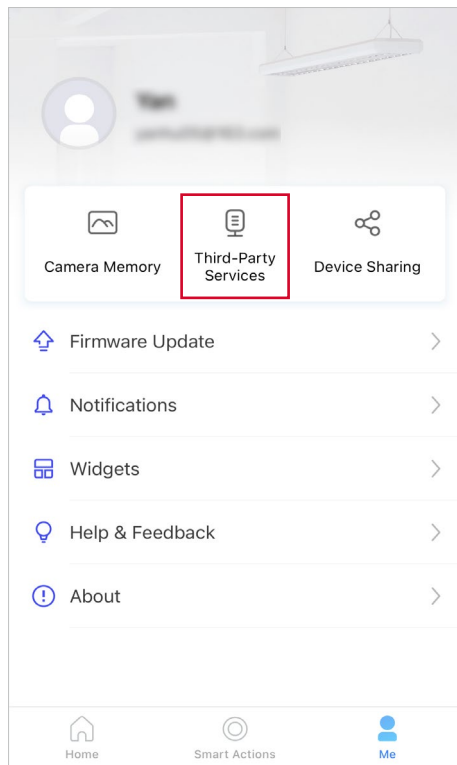 Camera Memory
Third-Party
Services
Device Sharing
Firmware Update
Notifications
Widgets
Help & Feedback
About
Home
Smart Actions
Me